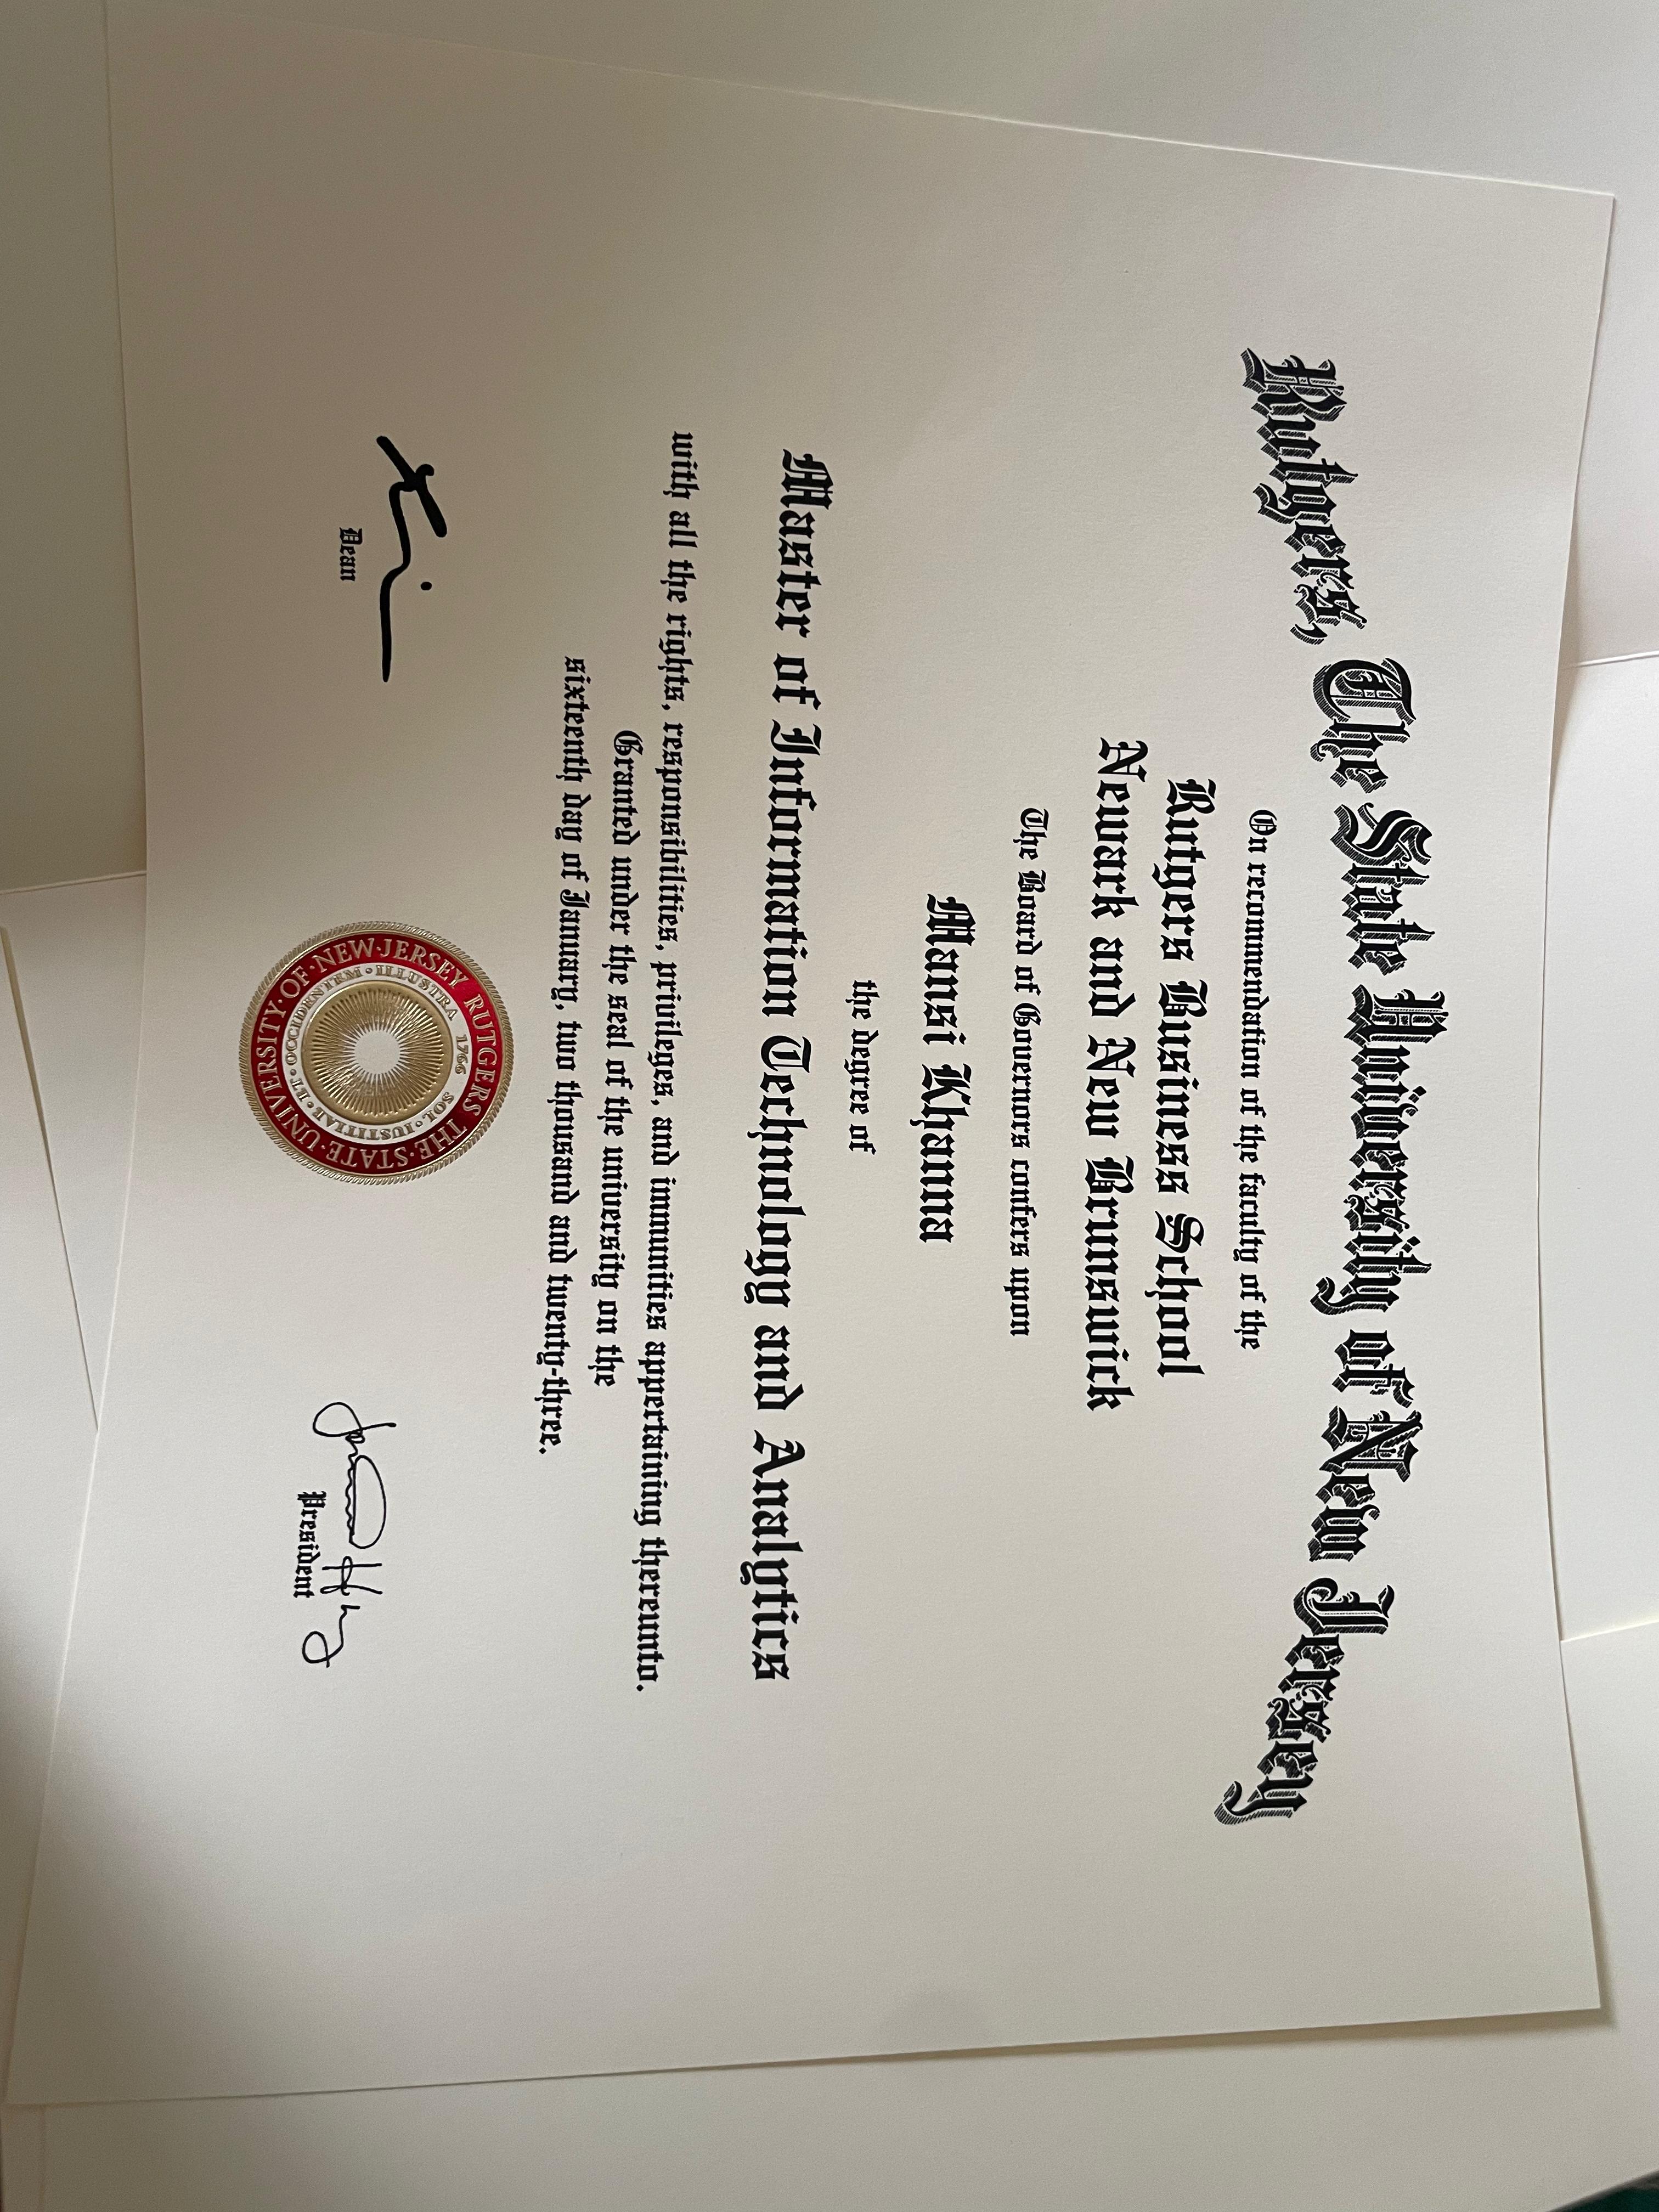 Rutgers, The State University of New Jersey
On recommendation of the faculty of the
Rutgers Business School
Newark and New Brunswick
The Board of Governors confers upon
Mansi Khanna
the degree of
Master of Information Technology and Analytics
with all the rights, responsibilities, privileges, and immunities appertaining thereunto.
Granted under the seal of the university on the
sixteenth day of January, two thousand and twenty-three.
Dean
RUTGERS THE·STATE·UNIVERSITY·OF·NEW·JERSEY
SOL·IUSTITIAE·ET·OCCIDENTEM·ILLUSTRA 1766
President